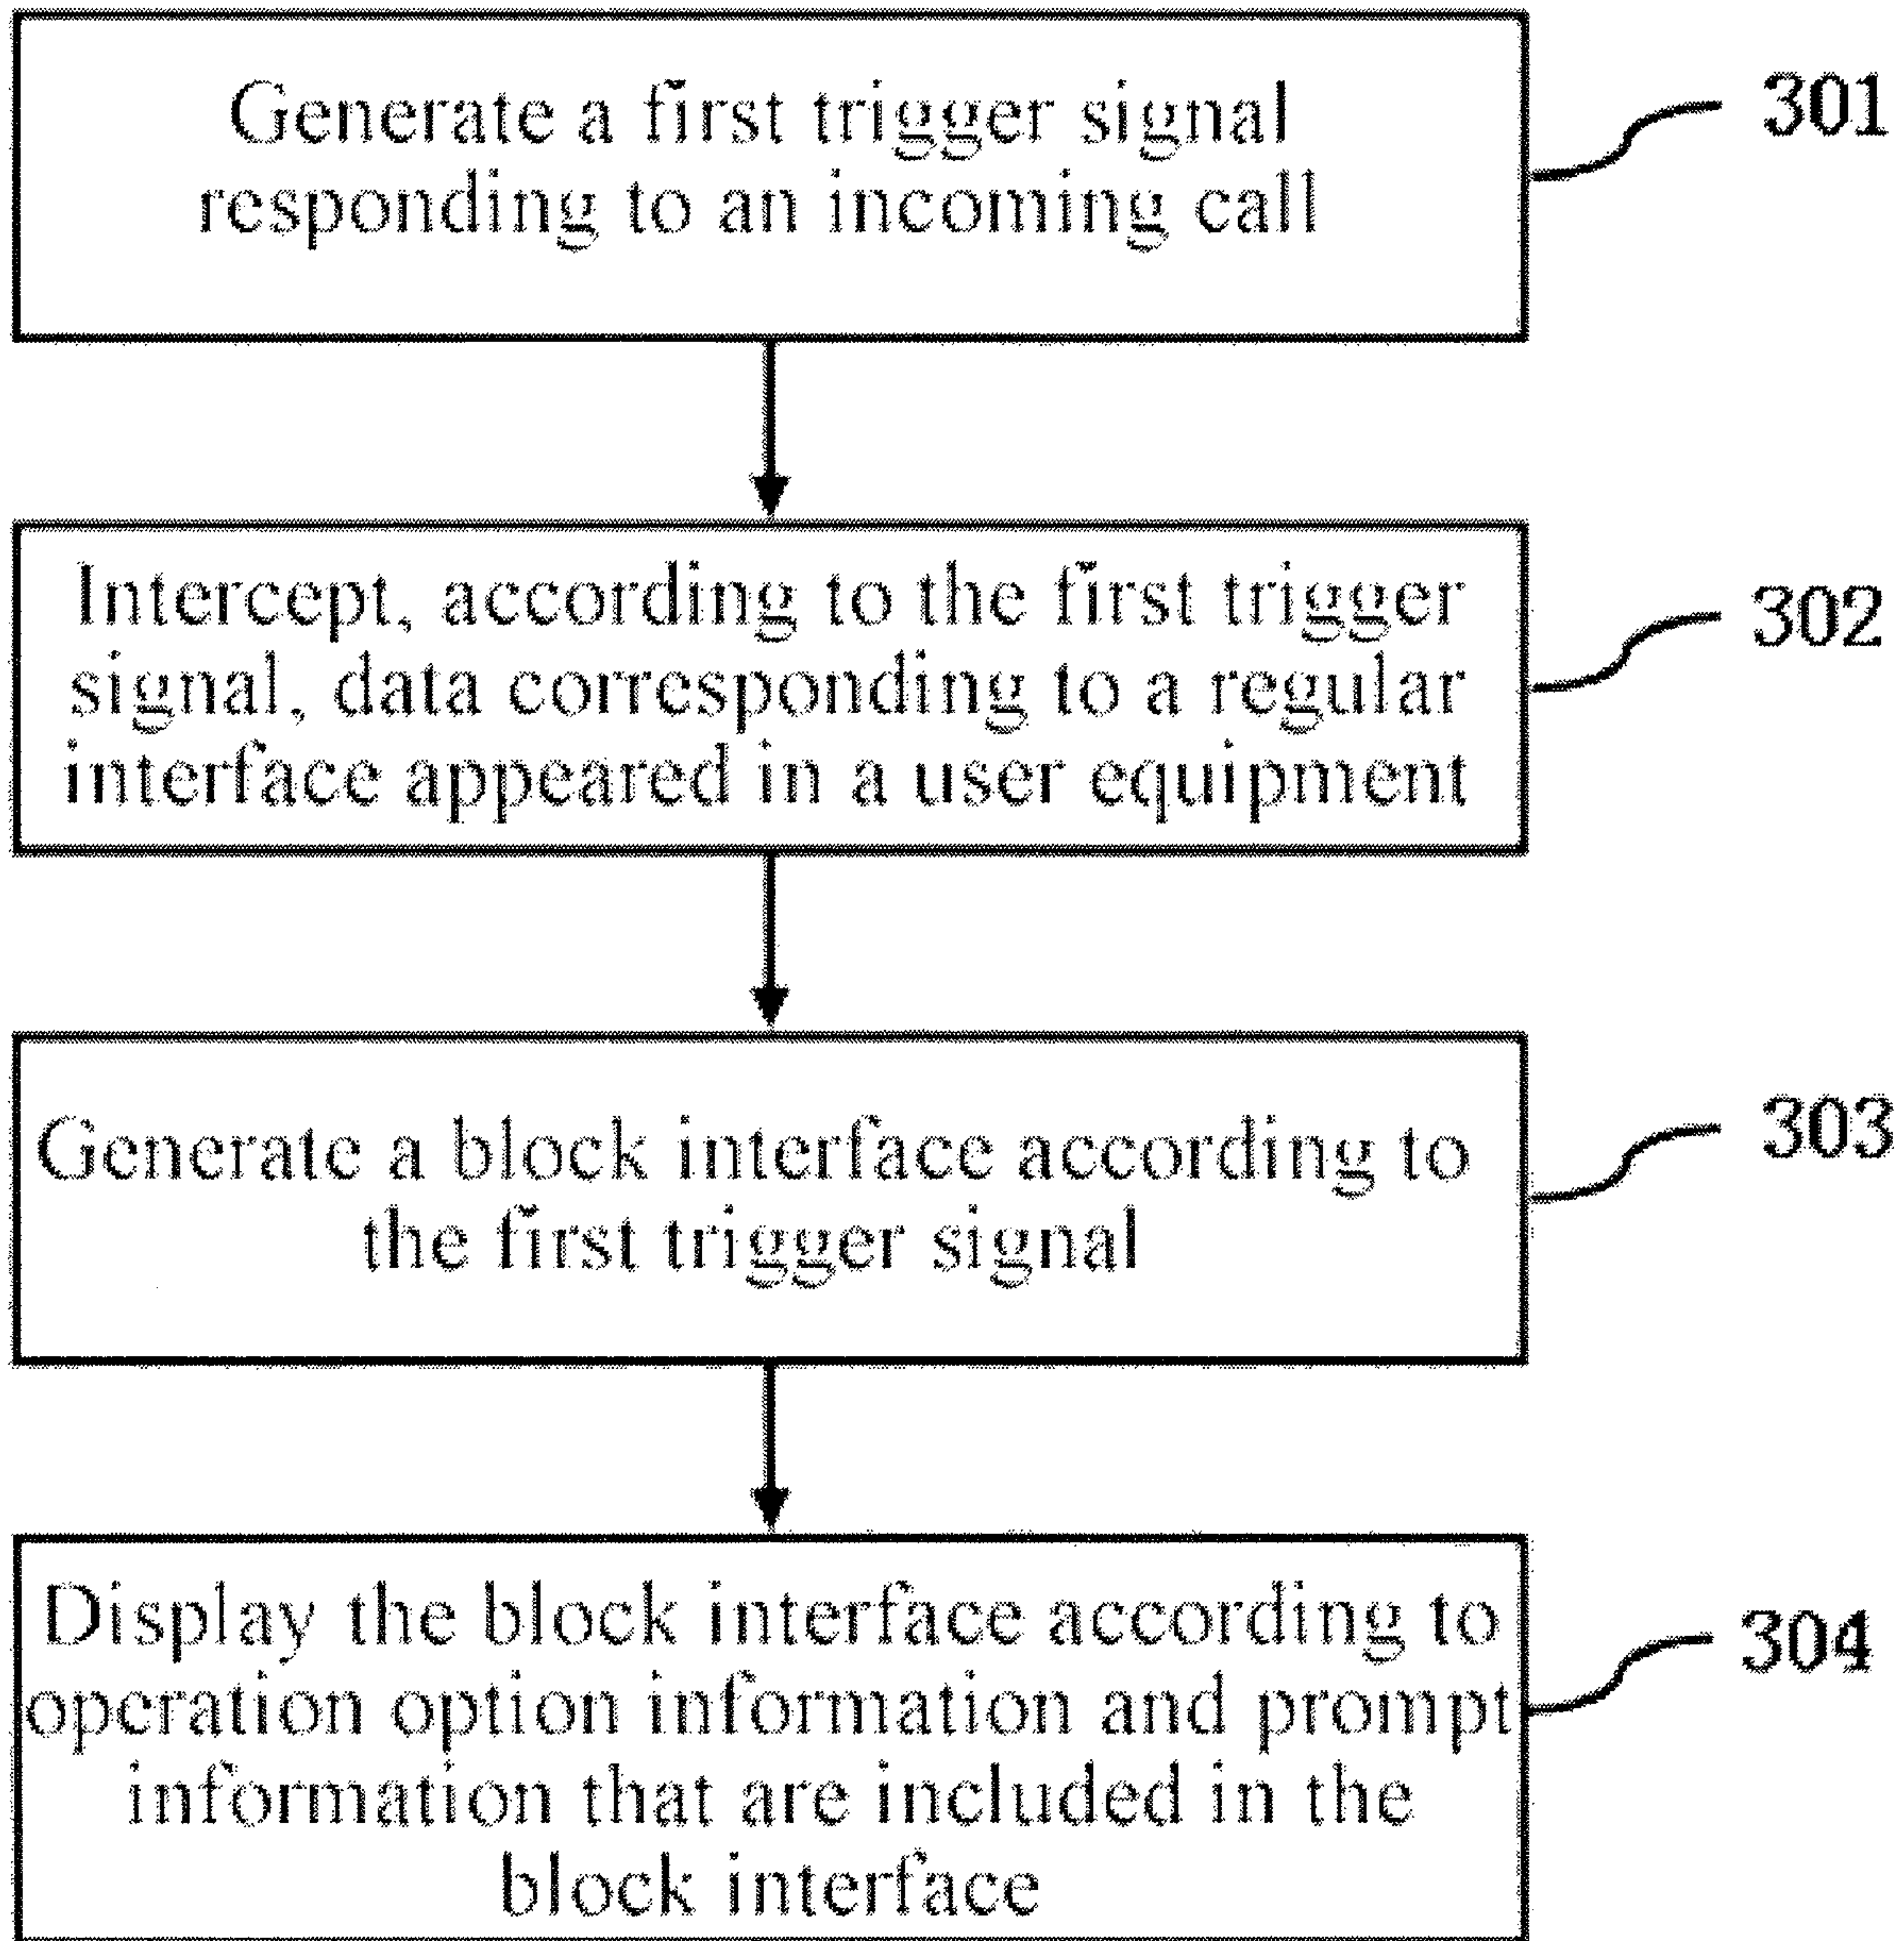 Generate a first trigger signal
responding to an incoming call
301
Intercept, according to the first trigger
signal, data corresponding to a regular
interface appeared in a user equipment
302
Generate a block interface according to
the first trigger signal
303
Display the block interface according to
operation option information and prompt
information that are included in the
block interface
304